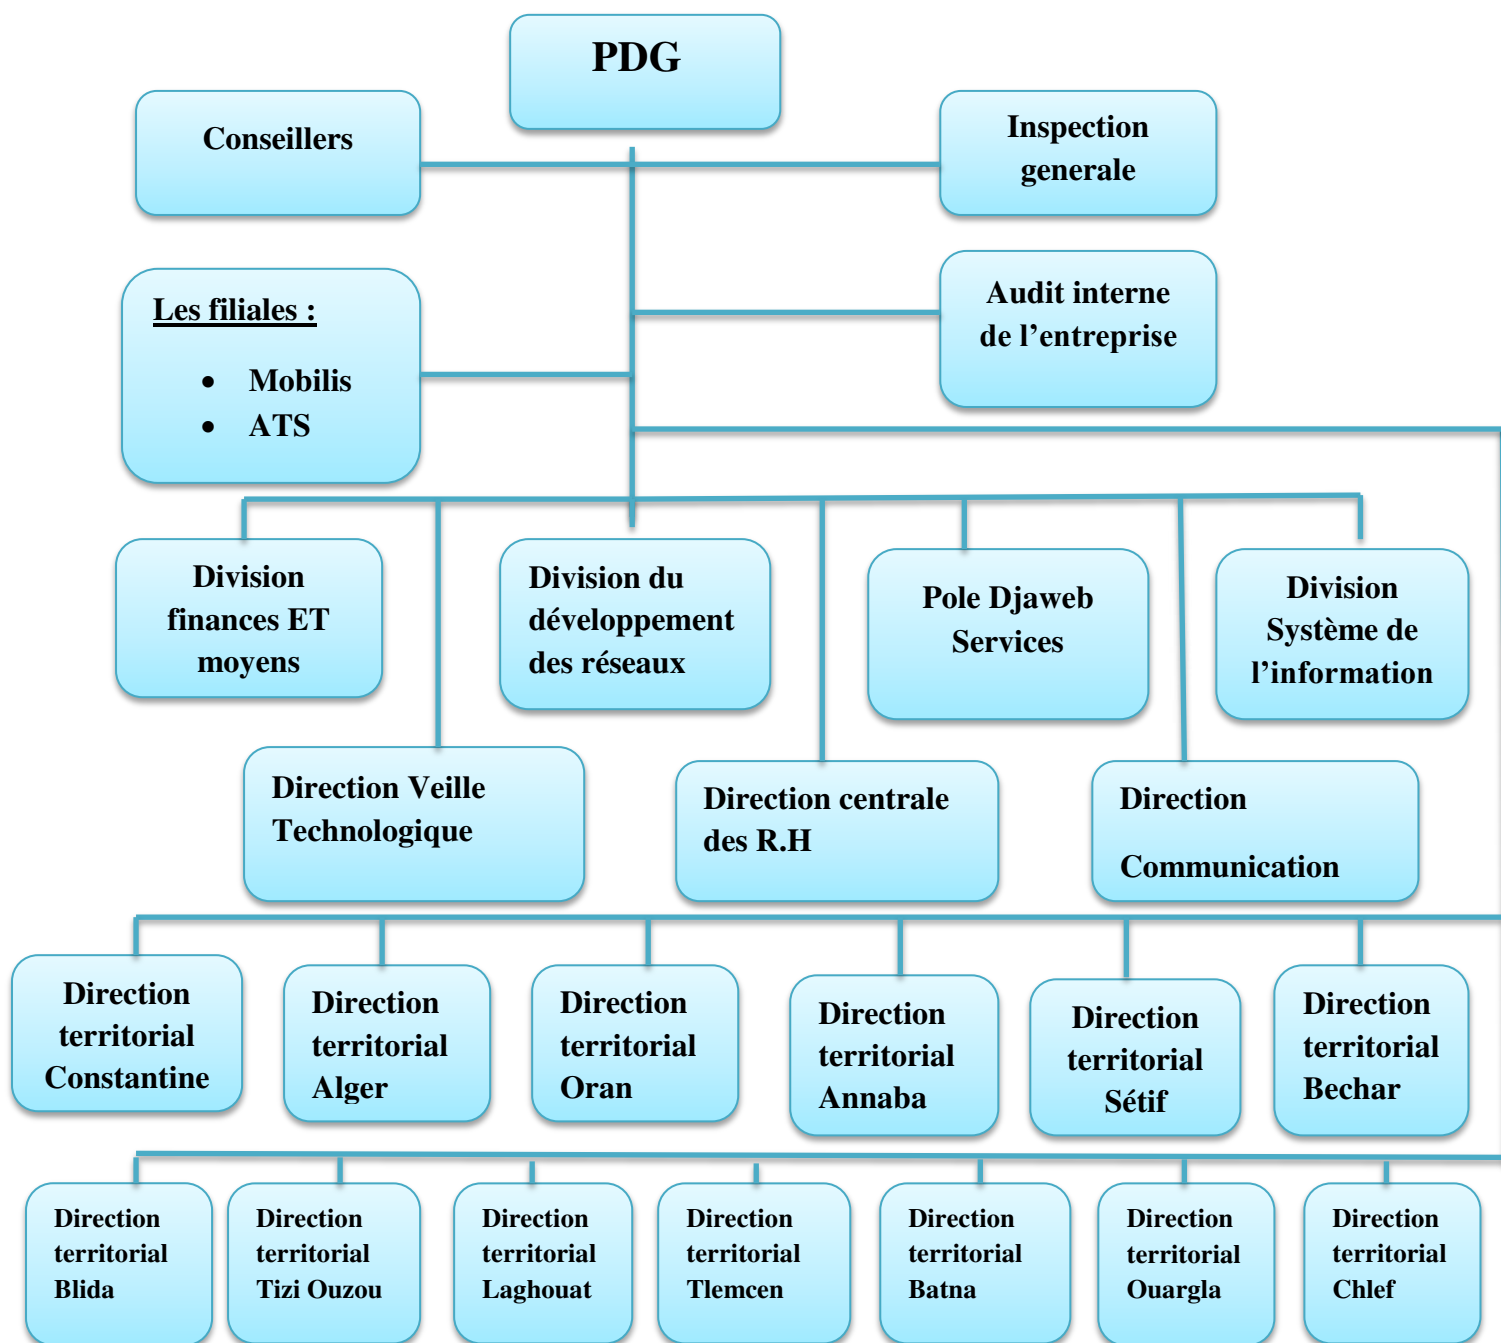 PDG
Conseillers
Inspection
generale
Les filiales :
• Mobilis
• ATS
Audit interne
de l’entreprise
Division
finances ET
moyens
Division du
développement
des réseaux
Pole Djaweb
Services
Division
Système de
l’information
Direction Veille
Technologique
Direction centrale
des R.H
Direction
Communication
Direction
territorial
Constantine
Direction
territorial
Alger
Direction
territorial
Oran
Direction
territorial
Annaba
Direction
territorial
Sétif
Direction
territorial
Bechar
Direction
territorial
Blida
Direction
territorial
Tizi Ouzou
Direction
territorial
Laghouat
Direction
territorial
Tlemcen
Direction
territorial
Batna
Direction
territorial
Ouargla
Direction
territorial
Chlef